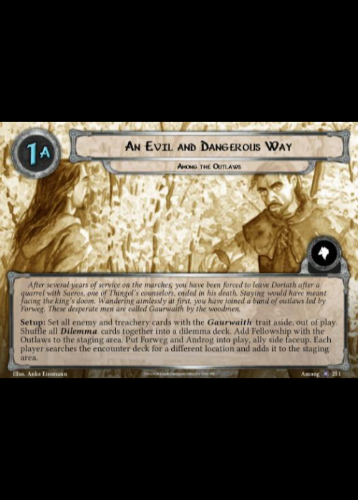 1A
An Evil and Dangerous Way
Among the Outlaws
After several years of service on the marches, you have been forced to leave Doriath after a
quarrel with Saeros, one of Thingol's counselors, ended in his death. Staying would have meant
facing the king's doom. Wandering aimlessly at first, you have joined a band of outlaws led by
Forweg. These desperate men are called Gaurwaith by the woodmen.
Setup: Set all enemy and treachery cards with the Gaurwaith trait aside, out of play.
Shuffle all Dilemma cards together into a dilemma deck. Add Fellowship with the
Outlaws to the staging area. Put Forweg and Androg into play, ally side faceup. Each
player searches the encounter deck for a different location and adds it to the staging
area.
Illus. Anke Eissmann
Among